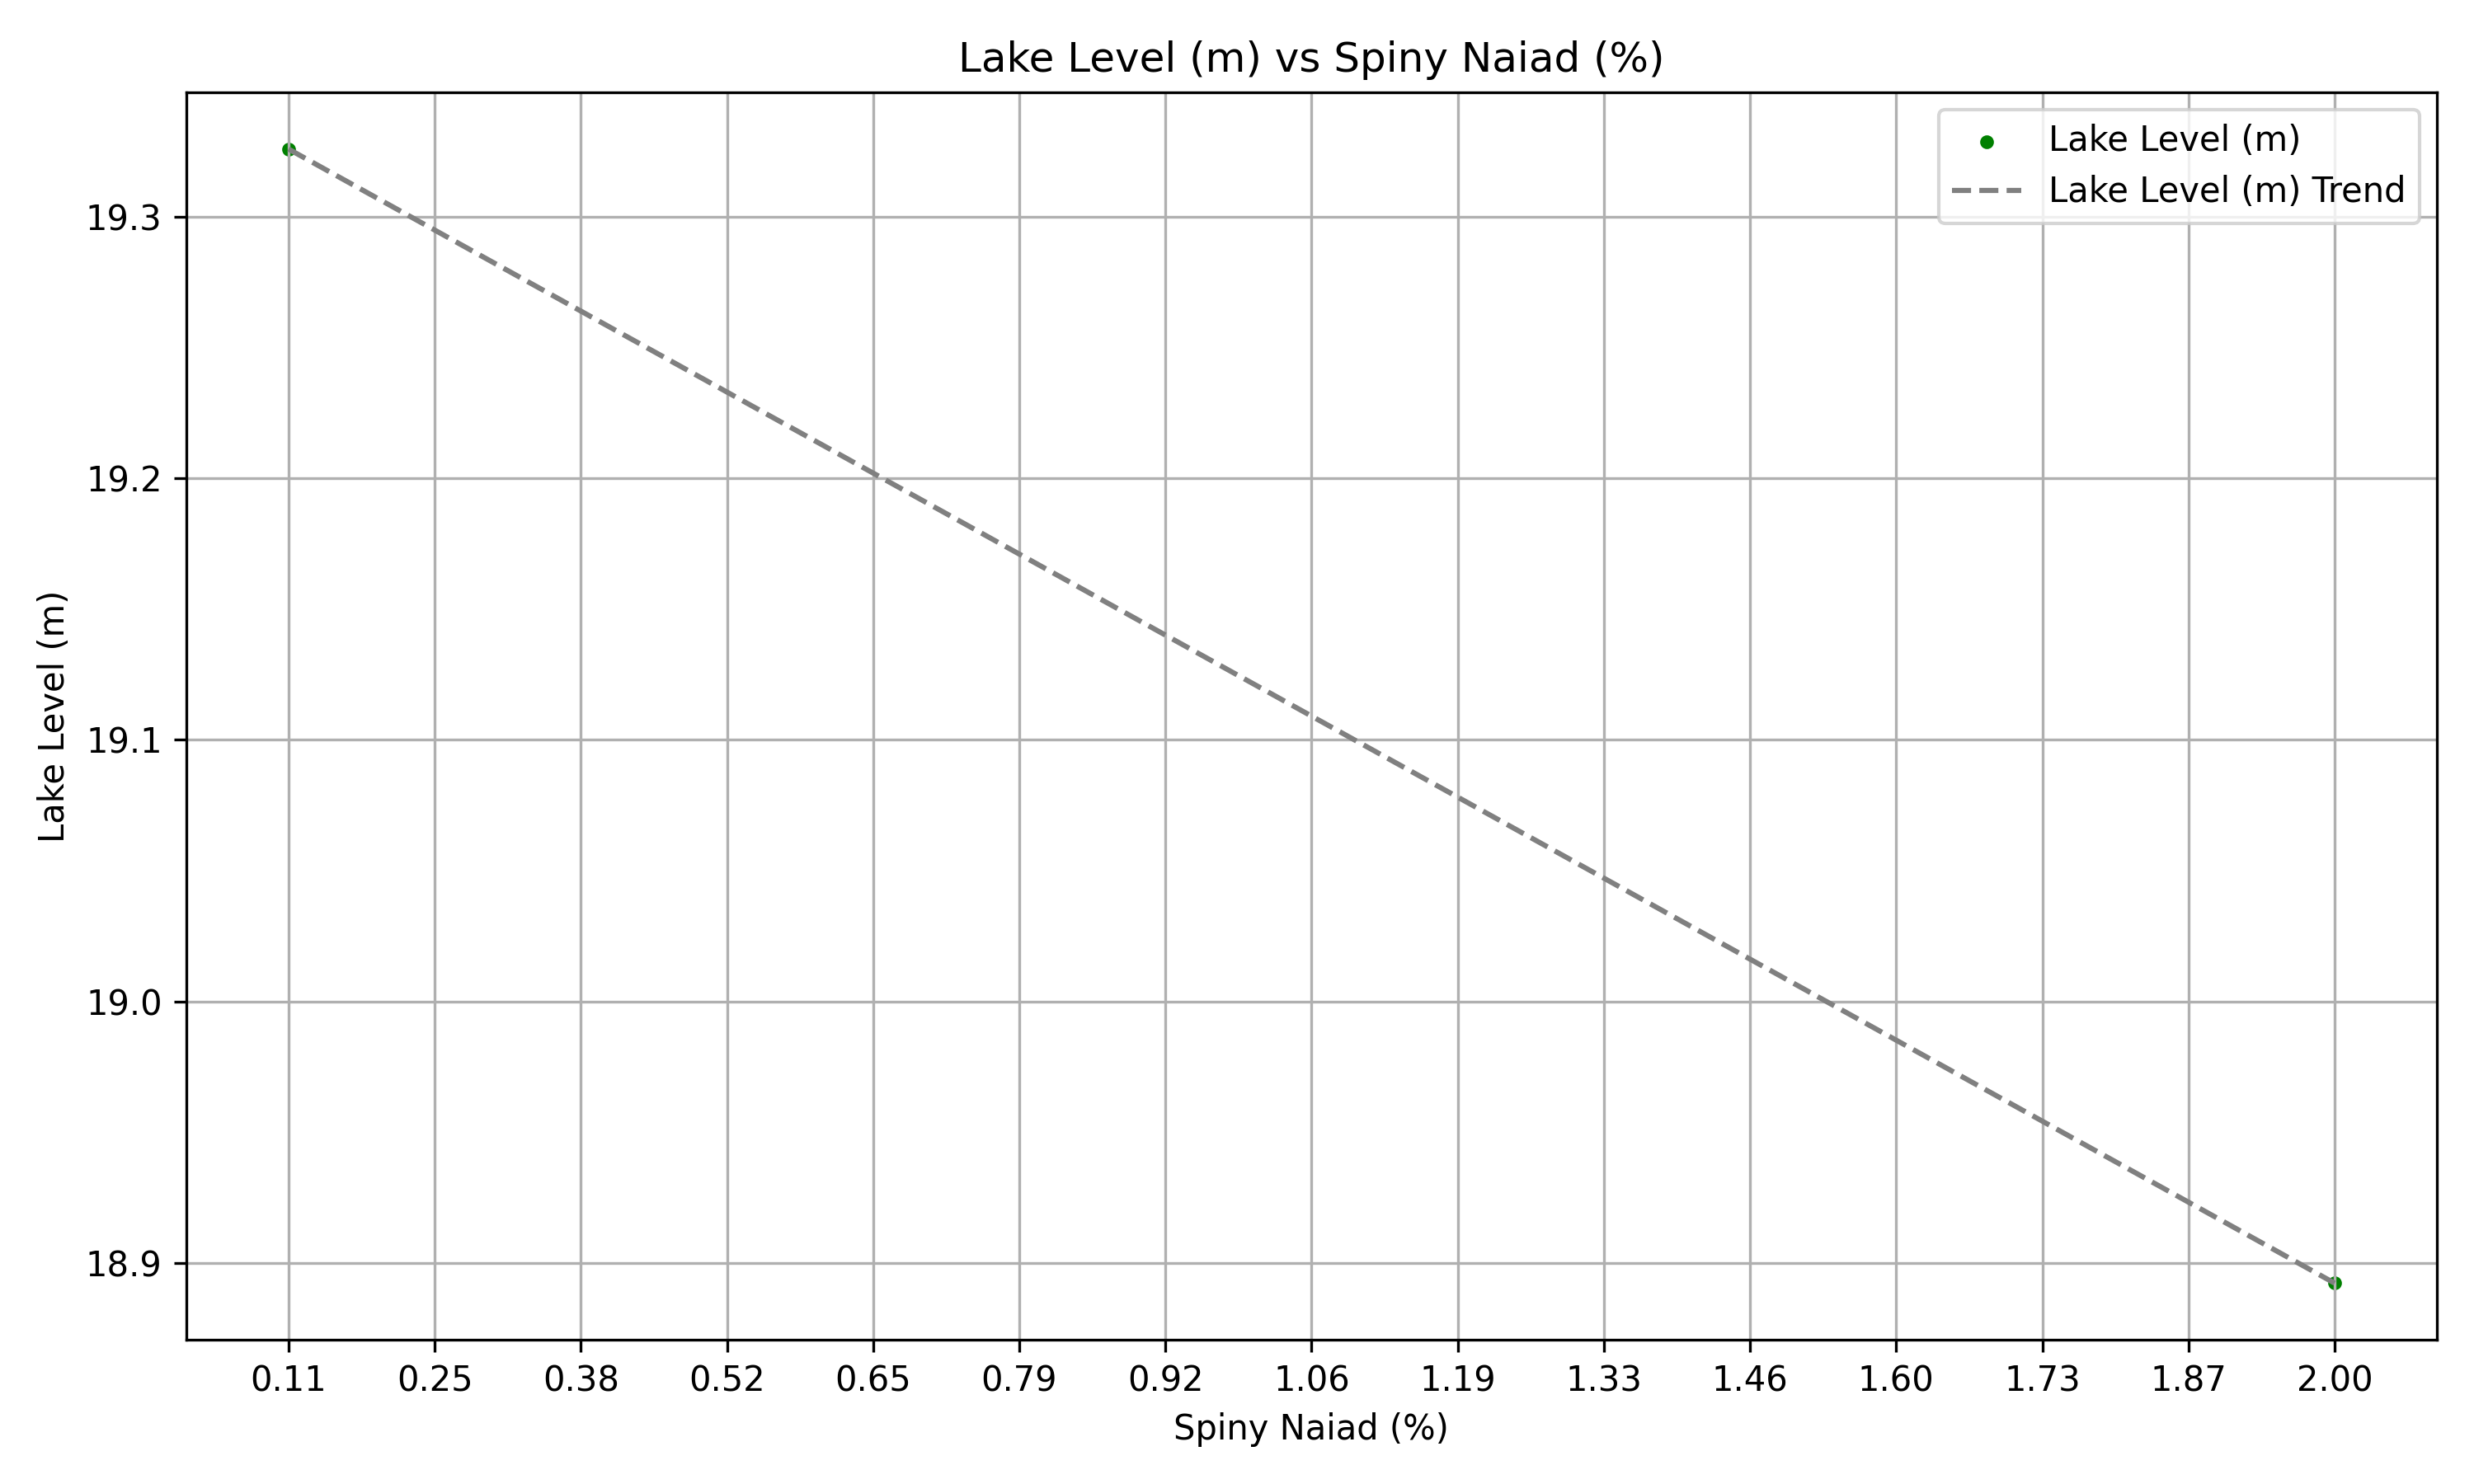 Lake Level (m) vs Spiny Naiad (%)
Lake Level (m)
Lake Level (m) Trend
Lake Level (m)
19.3
19.2
19.1
19.0
18.9
0.11 0.25 0.38 0.52 0.65 0.79 0.92 1.06 1.19 1.33 1.46 1.60 1.73 1.87 2.00
Spiny Naiad (%)